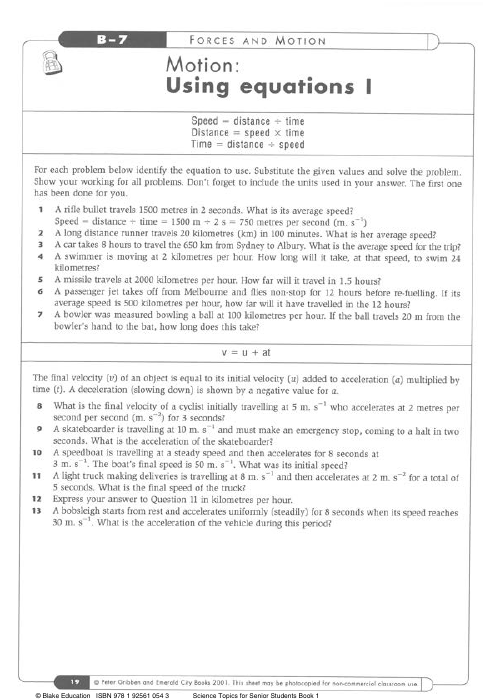 B-7
FORCES AND MOTION
Motion:
Using equations I
Speed = distance ÷ time
Distance = speed × time
Time = distance ÷ speed
For each problem below identify the equation to use. Substitute the given values and solve the problem.
Show your working for all problems. Don't forget to include the units used in your answer. The first one
has been done for you.
1 A rifle bullet travels 1500 metres in 2 seconds. What is its average speed?
Speed = distance ÷ time = 1500 m ÷ 2 s = 750 metres per second (m. s⁻¹)
2 A long distance runner travels 20 kilometres (km) in 100 minutes. What is her average speed?
3 A car takes 8 hours to travel the 650 km from Sydney to Albury. What is the average speed for the trip?
4 A swimmer is moving at 2 kilometres per hour. How long will it take, at that speed, to swim 24
kilometres?
5 A missile travels at 2000 kilometres per hour. How far will it travel in 1.5 hours?
6 A passenger jet takes off from Melbourne and flies non-stop for 12 hours before re-fuelling. If its
average speed is 500 kilometres per hour, how far will it have travelled in the 12 hours?
7 A bowler was measured bowling a ball at 100 kilometres per hour. If the ball travels 20 m from the
bowler's hand to the bat, how long does this take?
v = u + at
The final velocity (v) of an object is equal to its initial velocity (u) added to acceleration (a) multiplied by
time (t). A deceleration (slowing down) is shown by a negative value for a.
8 What is the final velocity of a cyclist initially travelling at 5 m. s⁻¹ who accelerates at 2 metres per
second per second (m. s⁻²) for 3 seconds?
9 A skateboarder is travelling at 10 m. s⁻¹ and must make an emergency stop, coming to a halt in two
seconds. What is the acceleration of the skateboarder?
10 A speedboat is travelling at a steady speed and then accelerates for 8 seconds at
3 m. s⁻². The boat's final speed is 50 m. s⁻¹. What was its initial speed?
11 A light truck making deliveries is travelling at 8 m. s⁻¹ and then accelerates at 2 m. s⁻² for a total of
5 seconds. What is the final speed of the truck?
12 Express your answer to Question 11 in kilometres per hour.
13 A bobsleigh starts from rest and accelerates uniformly (steadily) for 8 seconds when its speed reaches
30 m. s⁻¹. What is the acceleration of the vehicle during this period?
19 © Peter Gribben and Emerald City Books 2001. This sheet may be photocopied for non-commercial classroom use
© Blake Education ISBN 978 1 92561 054 3 Science Topics for Senior Students Book 1